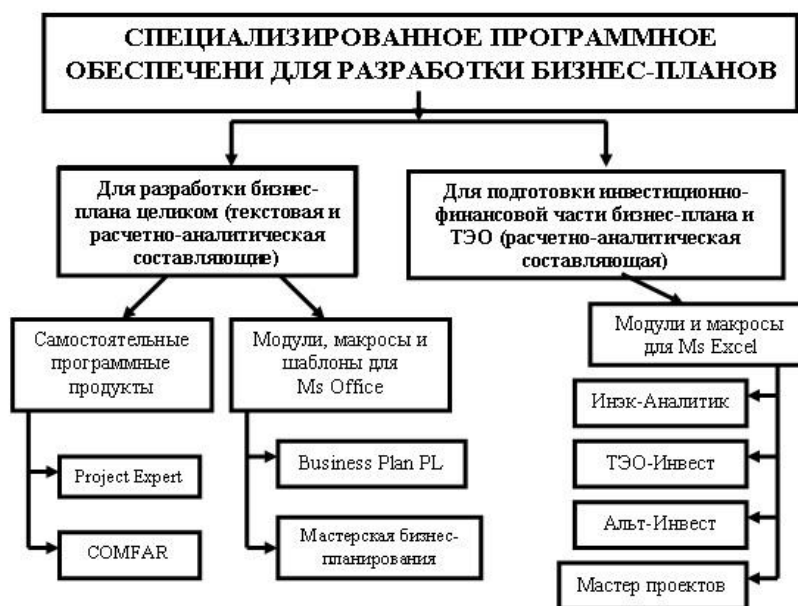 СПЕЦИАЛИЗИРОВАННОЕ ПРОГРАММНОЕ
ОБЕСПЕЧЕНИ ДЛЯ РАЗРАБОТКИ БИЗНЕС-ПЛАНОВ
Для разработки бизнес-
плана целиком (текстовая и
расчетно-аналитическая
составляющие)
Для подготовки инвестиционно-
финансовой части бизнес-плана и
ТЭО (расчетно-аналитическая
составляющая)
Самостоятельные
программные
продукты
Project Expert
COMFAR
Модули, макросы и
шаблоны для
Ms Office
Business Plan PL
Мастерская бизнес-
планирования
Модули и макросы
для Ms Excel
Инэк-Аналитик
ТЭО-Инвест
Альт-Инвест
Мастер проектов